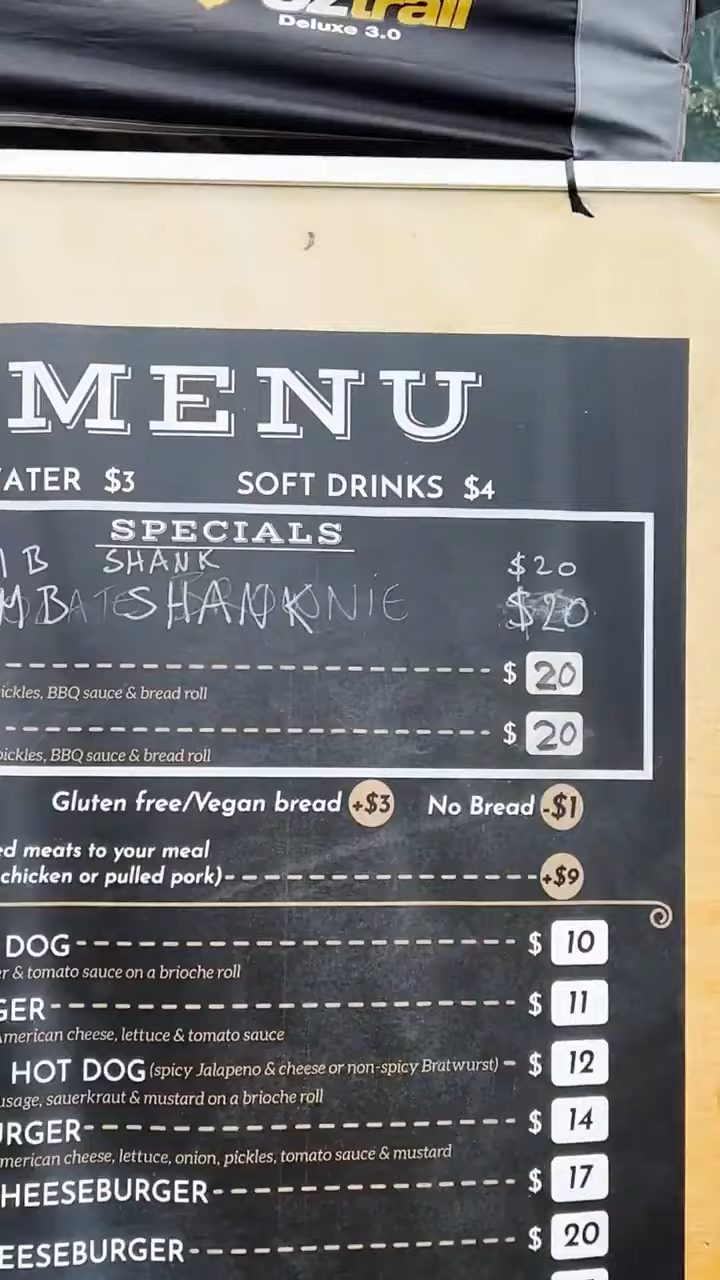 Oztrail
Deluxe 3.0
MENU
ATER $3 SOFT DRINKS $4
SPECIALS
B SHANK $20
SHANK $20
$ 20
ickles, BBQ sauce & bread roll
$ 20
pickles, BBQ sauce & bread roll
Gluten free/Vegan bread +$3 No Bread -$1
ed meats to your meal
chicken or pulled pork) +$9
DOG $ 10
er & tomato sauce on a brioche roll
GER $ 11
American cheese, lettuce & tomato sauce
HOT DOG (spicy Jalapeno & cheese or non-spicy Bratwurst) $ 12
usage, sauerkraut & mustard on a brioche roll
URGER $ 14
American cheese, lettuce, onion, pickles, tomato sauce & mustard
HEESEBURGER $ 17
EESEBURGER $ 20